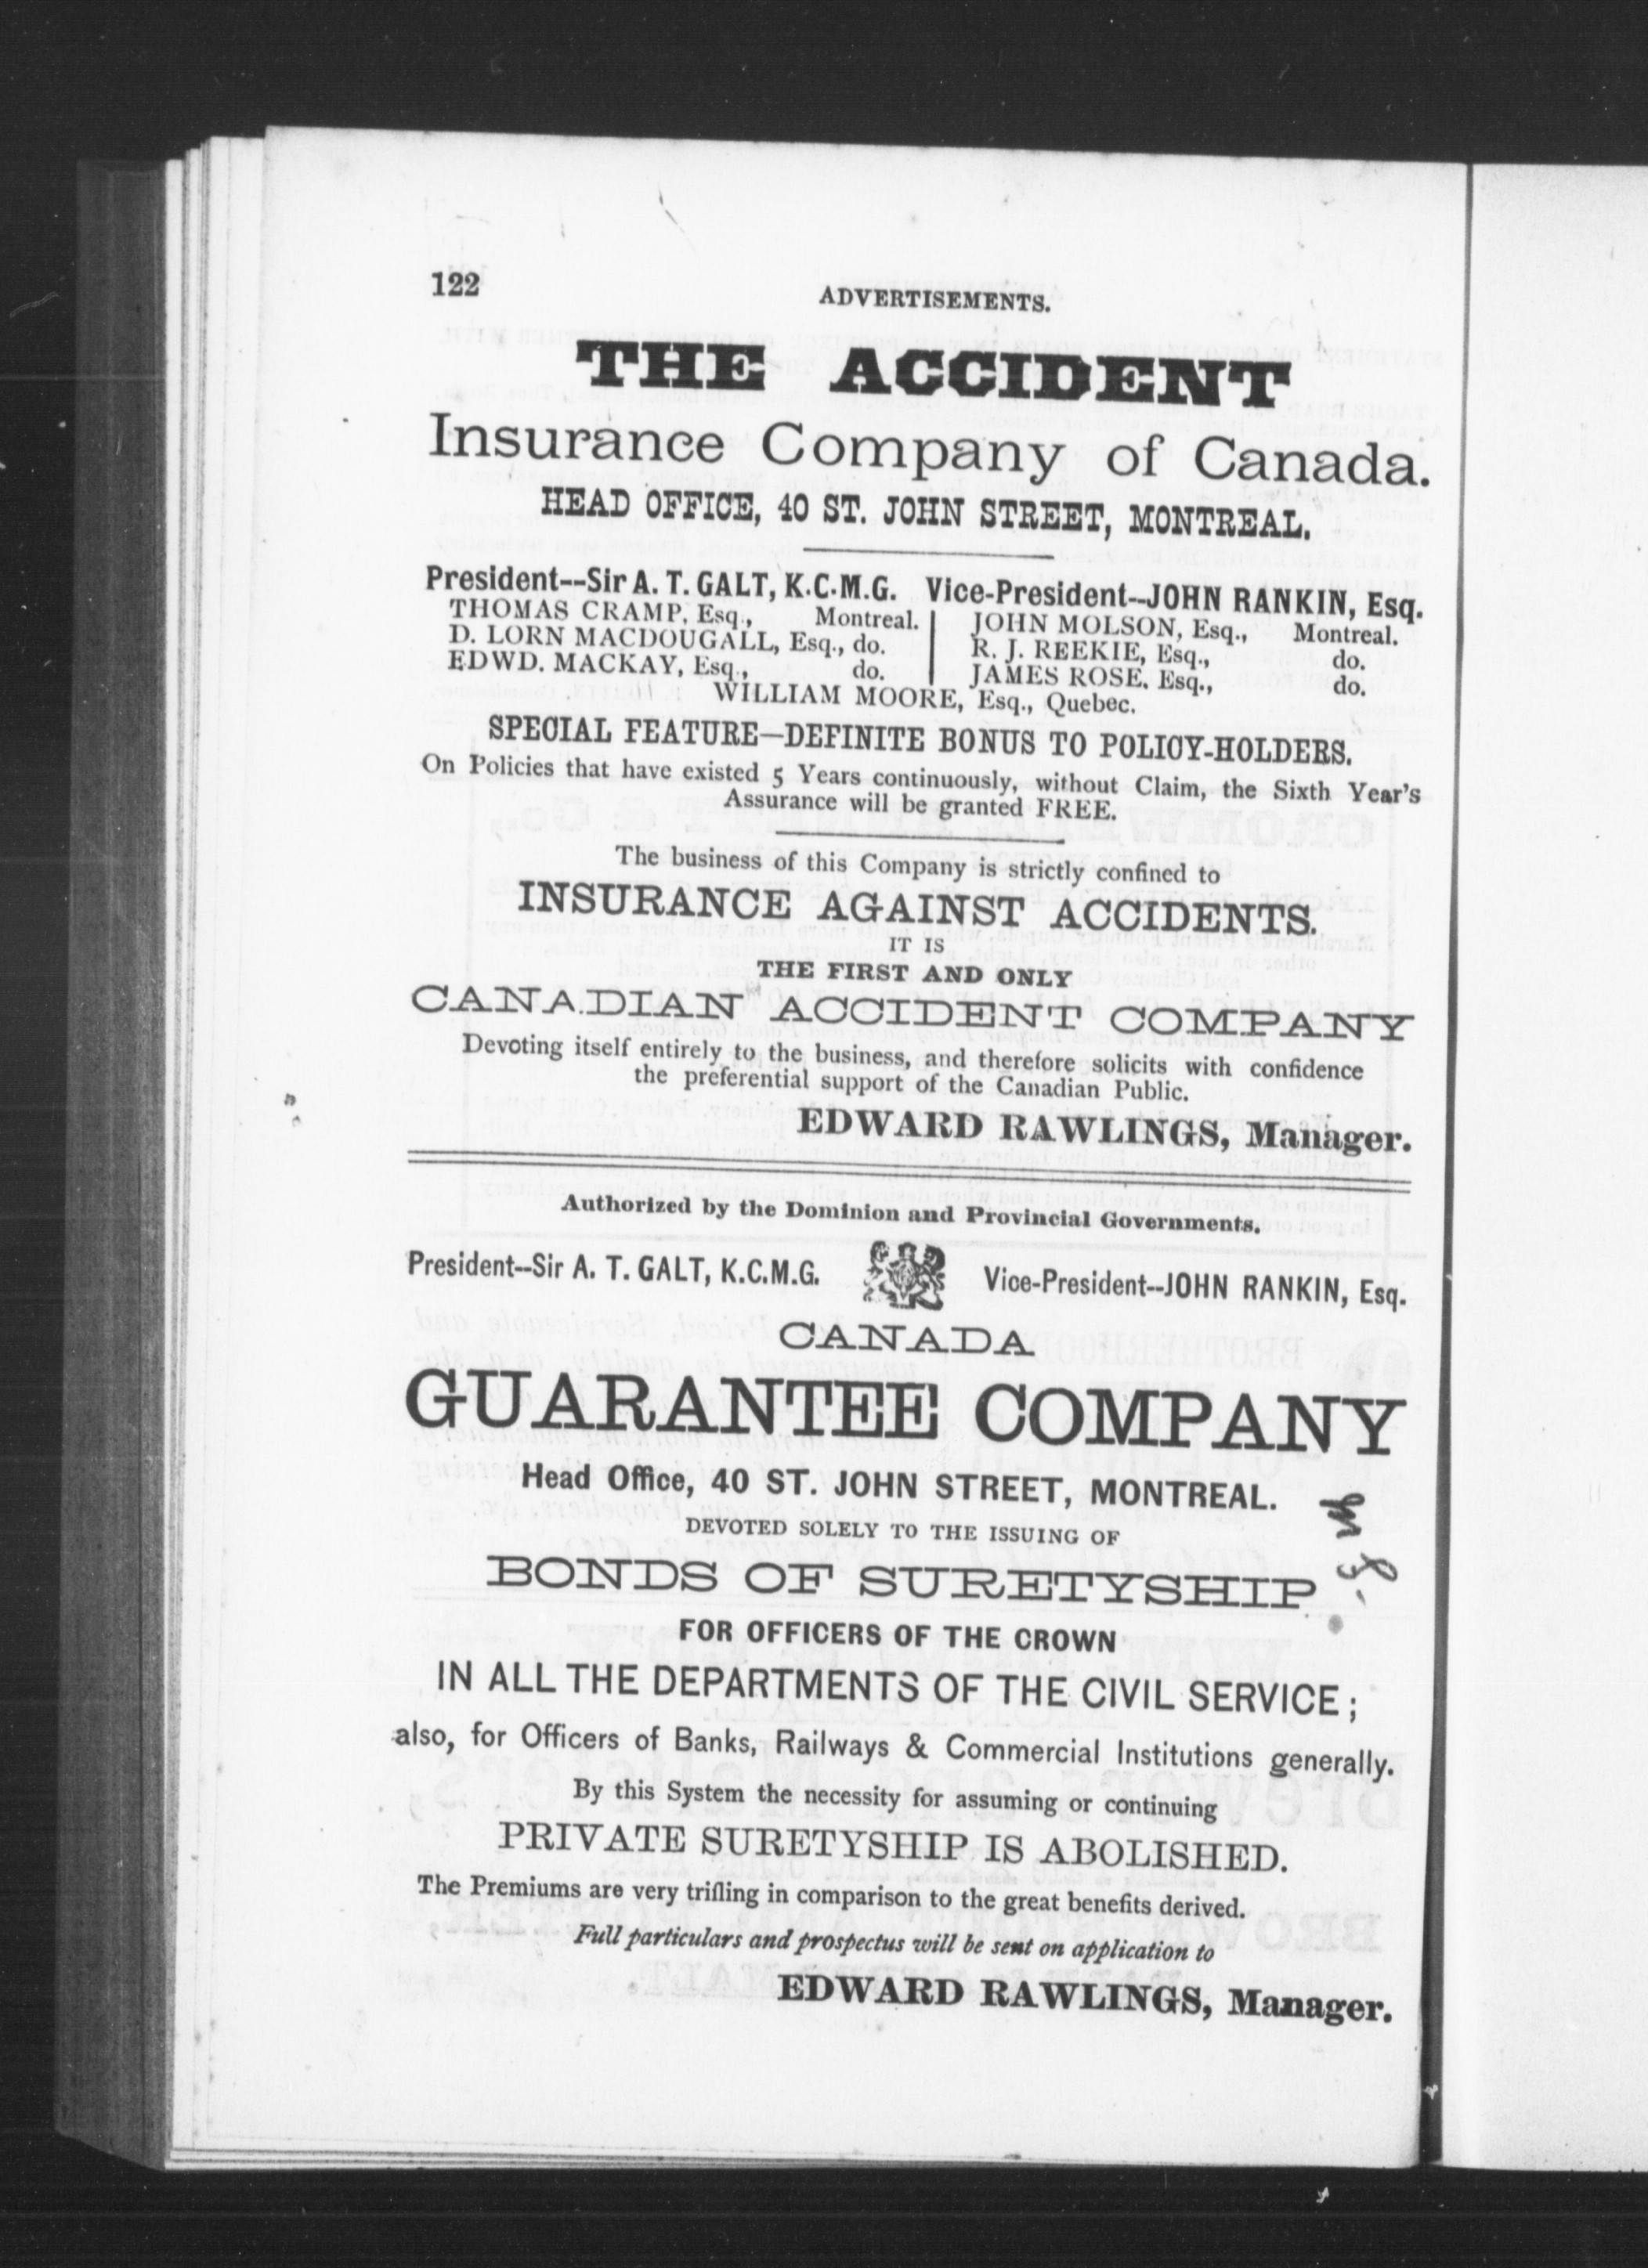 122
ADVERTISEMENTS.
THE ACCIDENT
Insurance Company of Canada.
HEAD OFFICE, 40 ST. JOHN STREET, MONTREAL.
President--Sir A. T. GALT, K.C.M.G. Vice-President--JOHN RANKIN, Esq.
THOMAS CRAMP, Esq., Montreal. JOHN MOLSON, Esq., Montreal.
D. LORN MACDOUGALL, Esq., do. R. J. REEKIE, Esq., do.
EDWD. MACKAY, Esq., do. JAMES ROSE, Esq., do.
WILLIAM MOORE, Esq., Quebec.
SPECIAL FEATURE—DEFINITE BONUS TO POLICY-HOLDERS.
On Policies that have existed 5 Years continuously, without Claim, the Sixth Year's
Assurance will be granted FREE.
The business of this Company is strictly confined to
INSURANCE AGAINST ACCIDENTS.
IT IS
THE FIRST AND ONLY
CANADIAN ACCIDENT COMPANY
Devoting itself entirely to the business, and therefore solicits with confidence
the preferential support of the Canadian Public.
EDWARD RAWLINGS, Manager.
Authorized by the Dominion and Provincial Governments.
President--Sir A. T. GALT, K.C.M.G. Vice-President--JOHN RANKIN, Esq.
CANADA
GUARANTEE COMPANY
Head Office, 40 ST. JOHN STREET, MONTREAL.
DEVOTED SOLELY TO THE ISSUING OF
BONDS OF SURETYSHIP
FOR OFFICERS OF THE CROWN
IN ALL THE DEPARTMENTS OF THE CIVIL SERVICE;
also, for Officers of Banks, Railways & Commercial Institutions generally.
By this System the necessity for assuming or continuing
PRIVATE SURETYSHIP IS ABOLISHED.
The Premiums are very trifling in comparison to the great benefits derived.
Full particulars and prospectus will be sent on application to
EDWARD RAWLINGS, Manager.